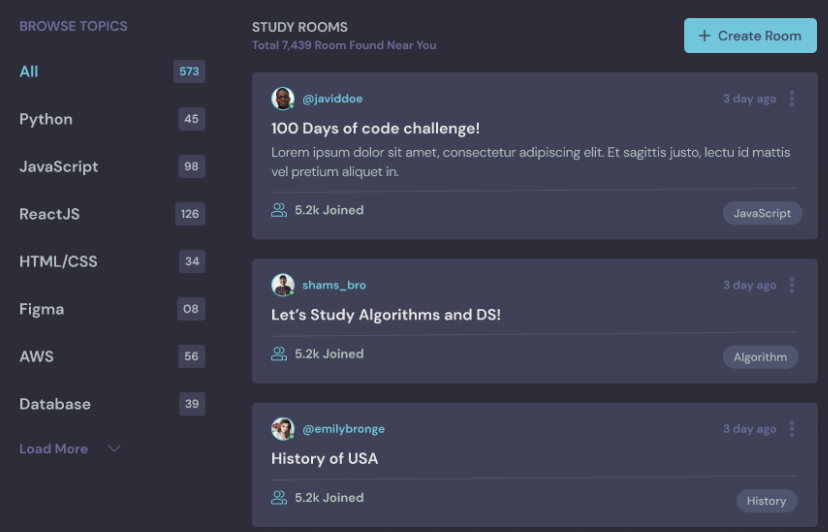 BROWSE TOPICS
All 573
Python 45
JavaScript 98
ReactJS 126
HTML/CSS 34
Figma 08
AWS 56
Database 39
Load More
STUDY ROOMS
Total 7,439 Room Found Near You
+ Create Room
@javiddoe 3 day ago
100 Days of code challenge!
Lorem ipsum dolor sit amet, consectetur adipiscing elit. Et sagittis justo, lectu id mattis
vel pretium aliquet in.
5.2k Joined JavaScript
shams_bro 3 day ago
Let’s Study Algorithms and DS!
5.2k Joined Algorithm
@emilybronge 3 day ago
History of USA
5.2k Joined History